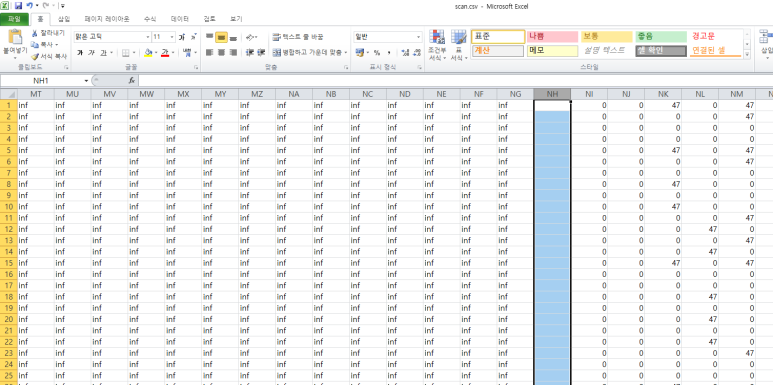 scan.csv - Microsoft Excel
파일 홈 삽입 페이지 레이아웃 수식 데이터 검토 보기
잘라내기 맑은 고딕 11 텍스트 줄 바꿈 일반 표준 나쁨 보통 좋음 경고문
붙여넣기 복사 조건부 서식 표 서식 계산 메모 설명 텍스트 셀 확인 연결된 셀 삽입
서식 복사 가 가 가 병합하고 가운데 맞춤
클립보드 글꼴 맞춤 표시 형식 스타일
NH1 fx
MT MU MV MW MX MY MZ NA NB NC ND NE NF NG NH NI NJ NK NL NM
1 inf inf inf inf inf inf inf inf inf inf inf inf inf inf 0 0 47 0 47
2 inf inf inf inf inf inf inf inf inf inf inf inf inf inf 0 0 0 0 47
3 inf inf inf inf inf inf inf inf inf inf inf inf inf inf 0 0 0 0 0
4 inf inf inf inf inf inf inf inf inf inf inf inf inf inf 0 0 0 0 0
5 inf inf inf inf inf inf inf inf inf inf inf inf inf inf 0 0 47 0 47
6 inf inf inf inf inf inf inf inf inf inf inf inf inf inf 0 0 0 0 47
7 inf inf inf inf inf inf inf inf inf inf inf inf inf inf 0 0 0 0 0
8 inf inf inf inf inf inf inf inf inf inf inf inf inf inf 0 0 47 0 0
9 inf inf inf inf inf inf inf inf inf inf inf inf inf inf 0 0 0 0 0
10 inf inf inf inf inf inf inf inf inf inf inf inf inf inf 0 0 47 0 0
11 inf inf inf inf inf inf inf inf inf inf inf inf inf inf 0 0 0 0 47
12 inf inf inf inf inf inf inf inf inf inf inf inf inf inf 0 0 0 47 0
13 inf inf inf inf inf inf inf inf inf inf inf inf inf inf 0 0 0 0 47
14 inf inf inf inf inf inf inf inf inf inf inf inf inf inf 0 0 0 47 0
15 inf inf inf inf inf inf inf inf inf inf inf inf inf inf 0 0 47 0 0
16 inf inf inf inf inf inf inf inf inf inf inf inf inf inf 0 0 0 0 0
17 inf inf inf inf inf inf inf inf inf inf inf inf inf inf 0 0 0 0 0
18 inf inf inf inf inf inf inf inf inf inf inf inf inf inf 0 0 0 47 0
19 inf inf inf inf inf inf inf inf inf inf inf inf inf inf 0 0 0 0 0
20 inf inf inf inf inf inf inf inf inf inf inf inf inf inf 0 0 0 47 0
21 inf inf inf inf inf inf inf inf inf inf inf inf inf inf 0 0 0 0 0
22 inf inf inf inf inf inf inf inf inf inf inf inf inf inf 0 0 0 47 0
23 inf inf inf inf inf inf inf inf inf inf inf inf inf inf 0 0 0 0 47
24 inf inf inf inf inf inf inf inf inf inf inf inf inf inf 0 0 0 0 0
25 inf inf inf inf inf inf inf inf inf inf inf inf inf inf 0 0 0 0 0